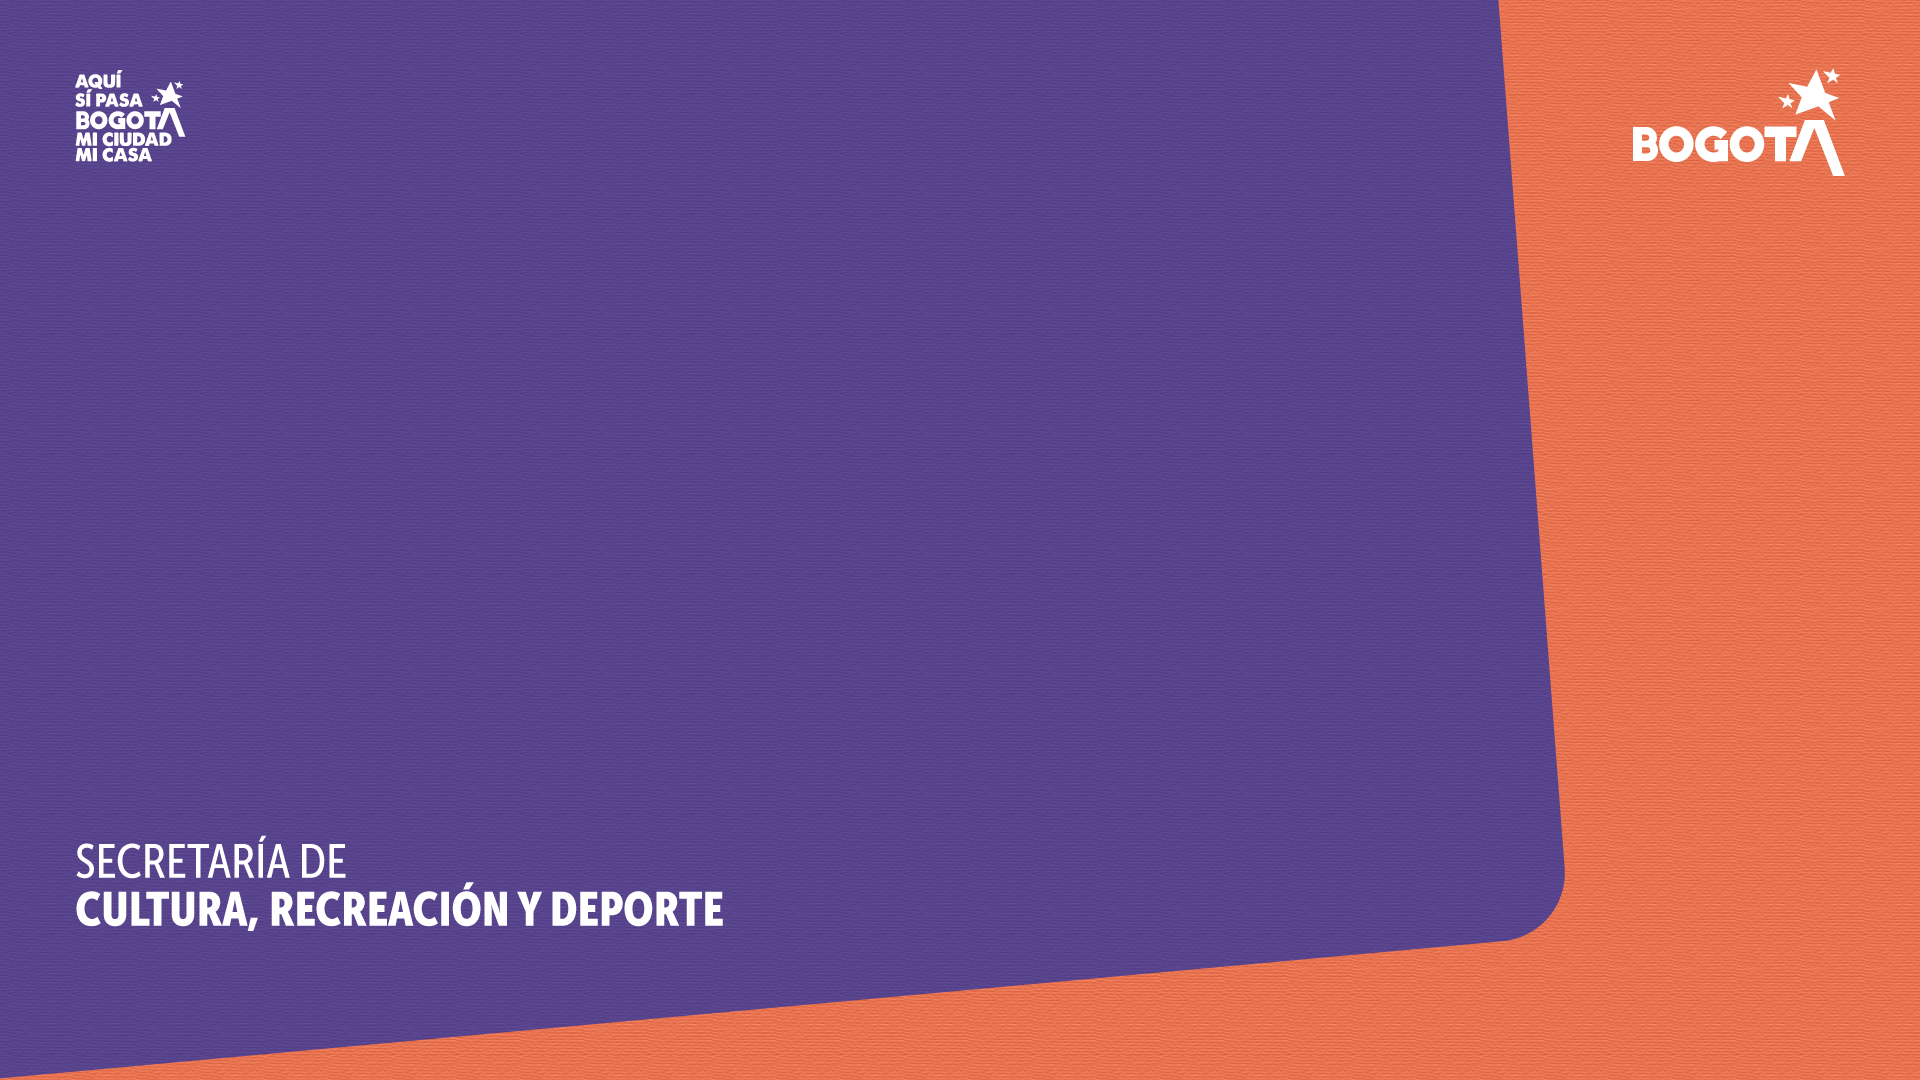 AQUÍ
SÍ PASA
BOGOTÁ
MI CIUDAD
MI CASA
BOGOTÁ
SECRETARÍA DE
CULTURA, RECREACIÓN Y DEPORTE